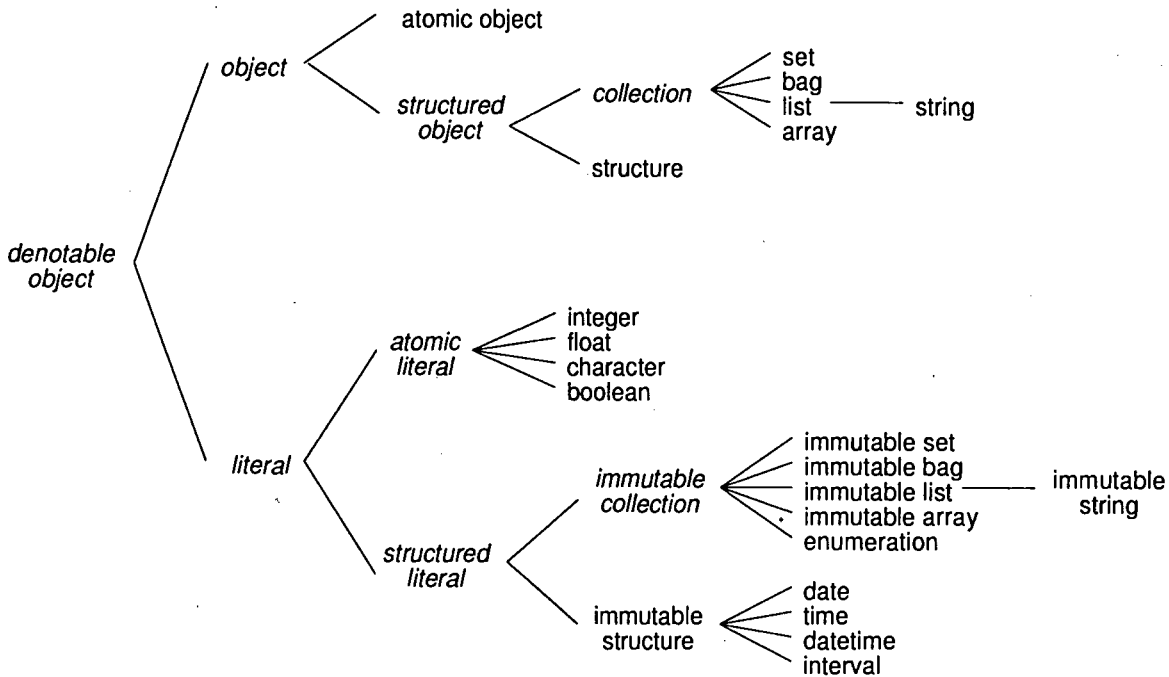 atomic object
object
structured
object
collection
set
bag
list
array
string
structure
denotable
object
literal
atomic
literal
integer
float
character
boolean
structured
literal
immutable
collection
immutable set
immutable bag
immutable list
immutable array
enumeration
immutable
string
immutable
structure
date
time
datetime
interval